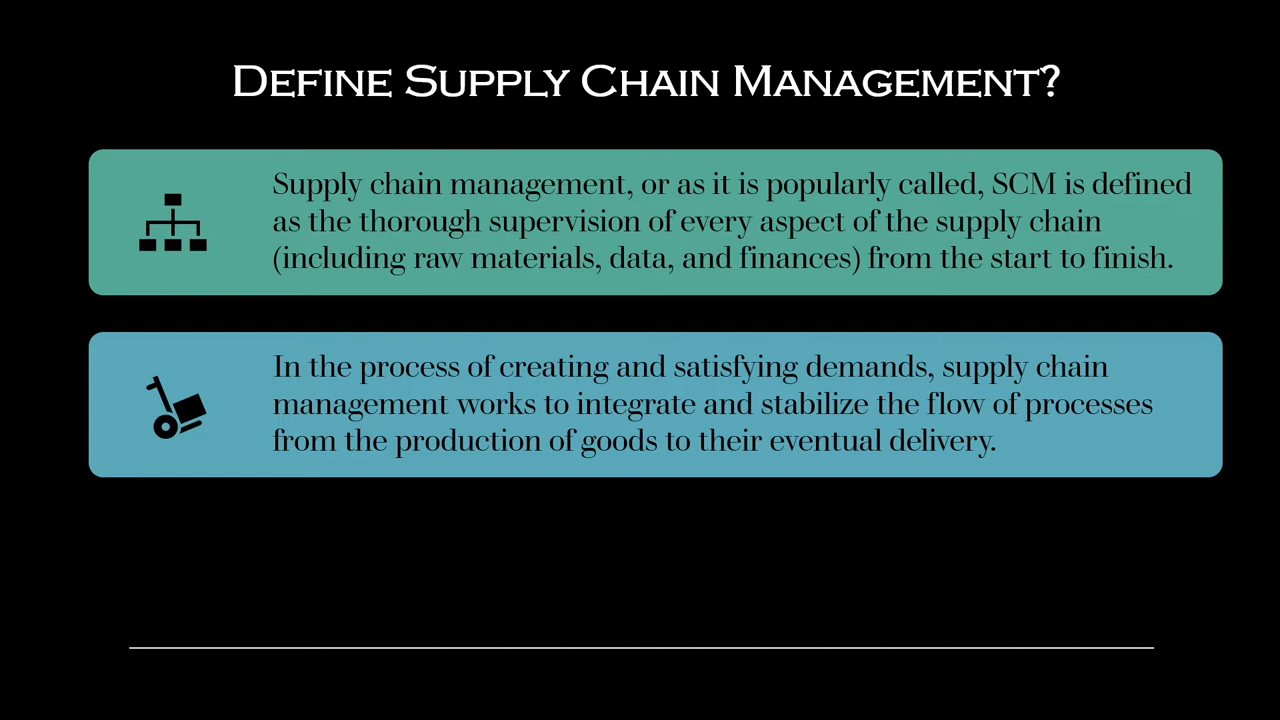 Define Supply Chain Management?
Supply chain management, or as it is popularly called, SCM is defined
as the thorough supervision of every aspect of the supply chain
(including raw materials, data, and finances) from the start to finish.
In the process of creating and satisfying demands, supply chain
management works to integrate and stabilize the flow of processes
from the production of goods to their eventual delivery.